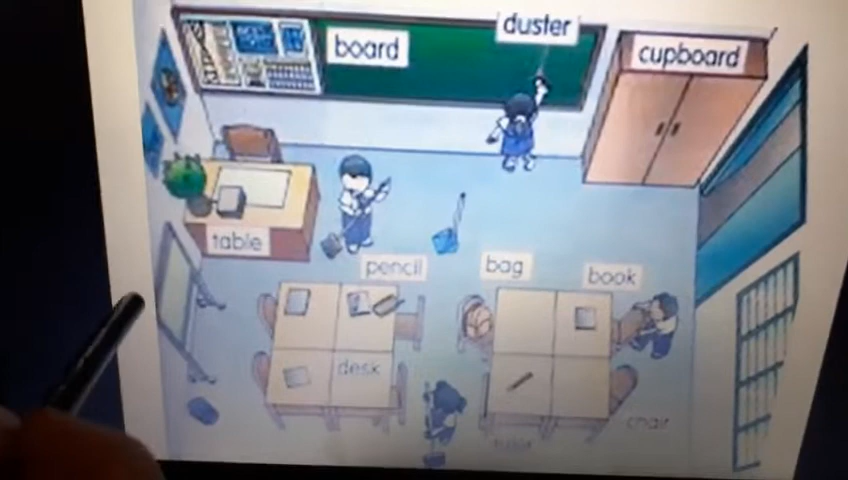 duster
board
cupboard
table
pencil
bag
book
desk
chair